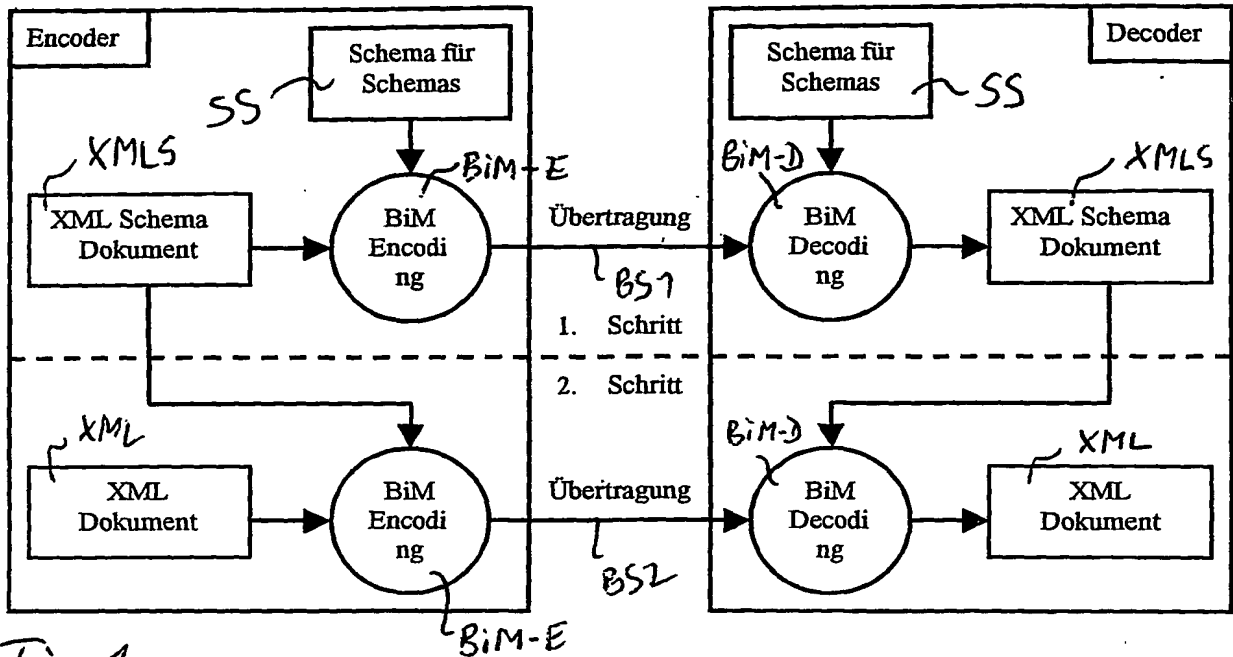 Encoder
Schema für
Schemas
SS
XMLS
BiM-E
XML Schema
Dokument
BiM
Encodi
ng
Übertragung
BS1
1. Schritt
Decoder
Schema für
Schemas
SS
BiM-D
XMLS
BiM
Decodi
ng
XML Schema
Dokument
2. Schritt
XML
XML
Dokument
BiM
Encodi
ng
BiM-E
Übertragung
BS2
BiM-D
BiM
Decodi
ng
XML
XML
Dokument